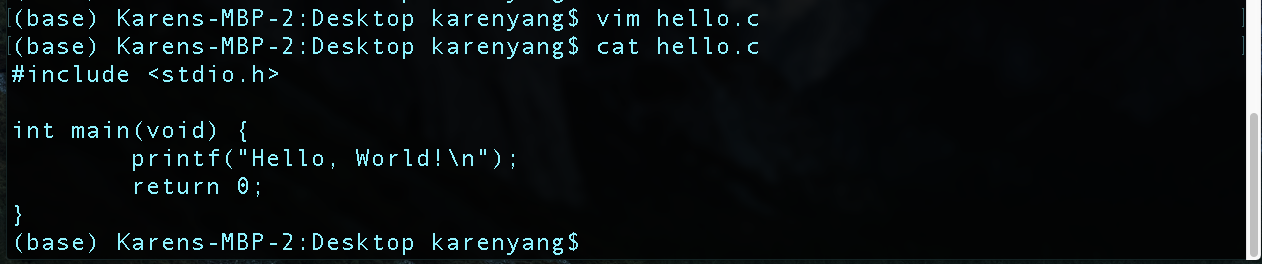 [(base) Karens-MBP-2:Desktop karenyang$ vim hello.c ]
[(base) Karens-MBP-2:Desktop karenyang$ cat hello.c ]
#include <stdio.h>

int main(void) {
        printf("Hello, World!\n");
        return 0;
}
(base) Karens-MBP-2:Desktop karenyang$